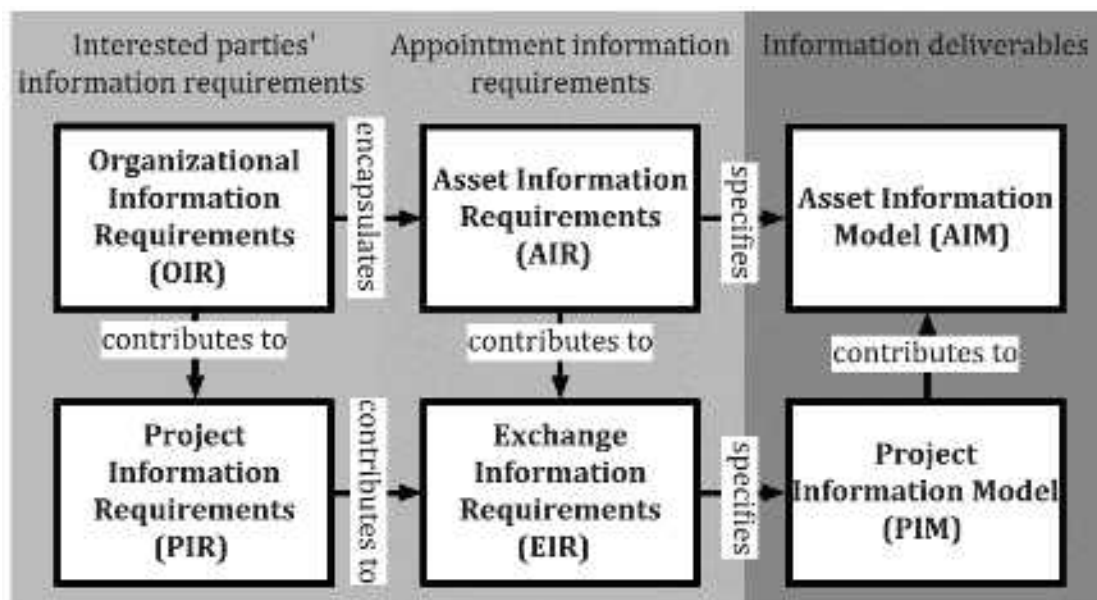 Interested parties'
information requirements
Appointment information
requirements
Information deliverables
Organizational
Information
Requirements
(OIR)
encapsulates
Asset Information
Requirements
(AIR)
specifies
Asset Information
Model (AIM)
contributes to
contributes to
contributes to
Project
Information
Requirements
(PIR)
contributes to
Exchange
Information
Requirements
(EIR)
specifies
Project
Information Model
(PIM)